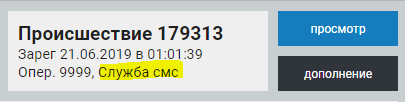 Происшествие 179313
Зарег 21.06.2019 в 01:01:39
Опер. 9999, Служба смс
просмотр
дополнение